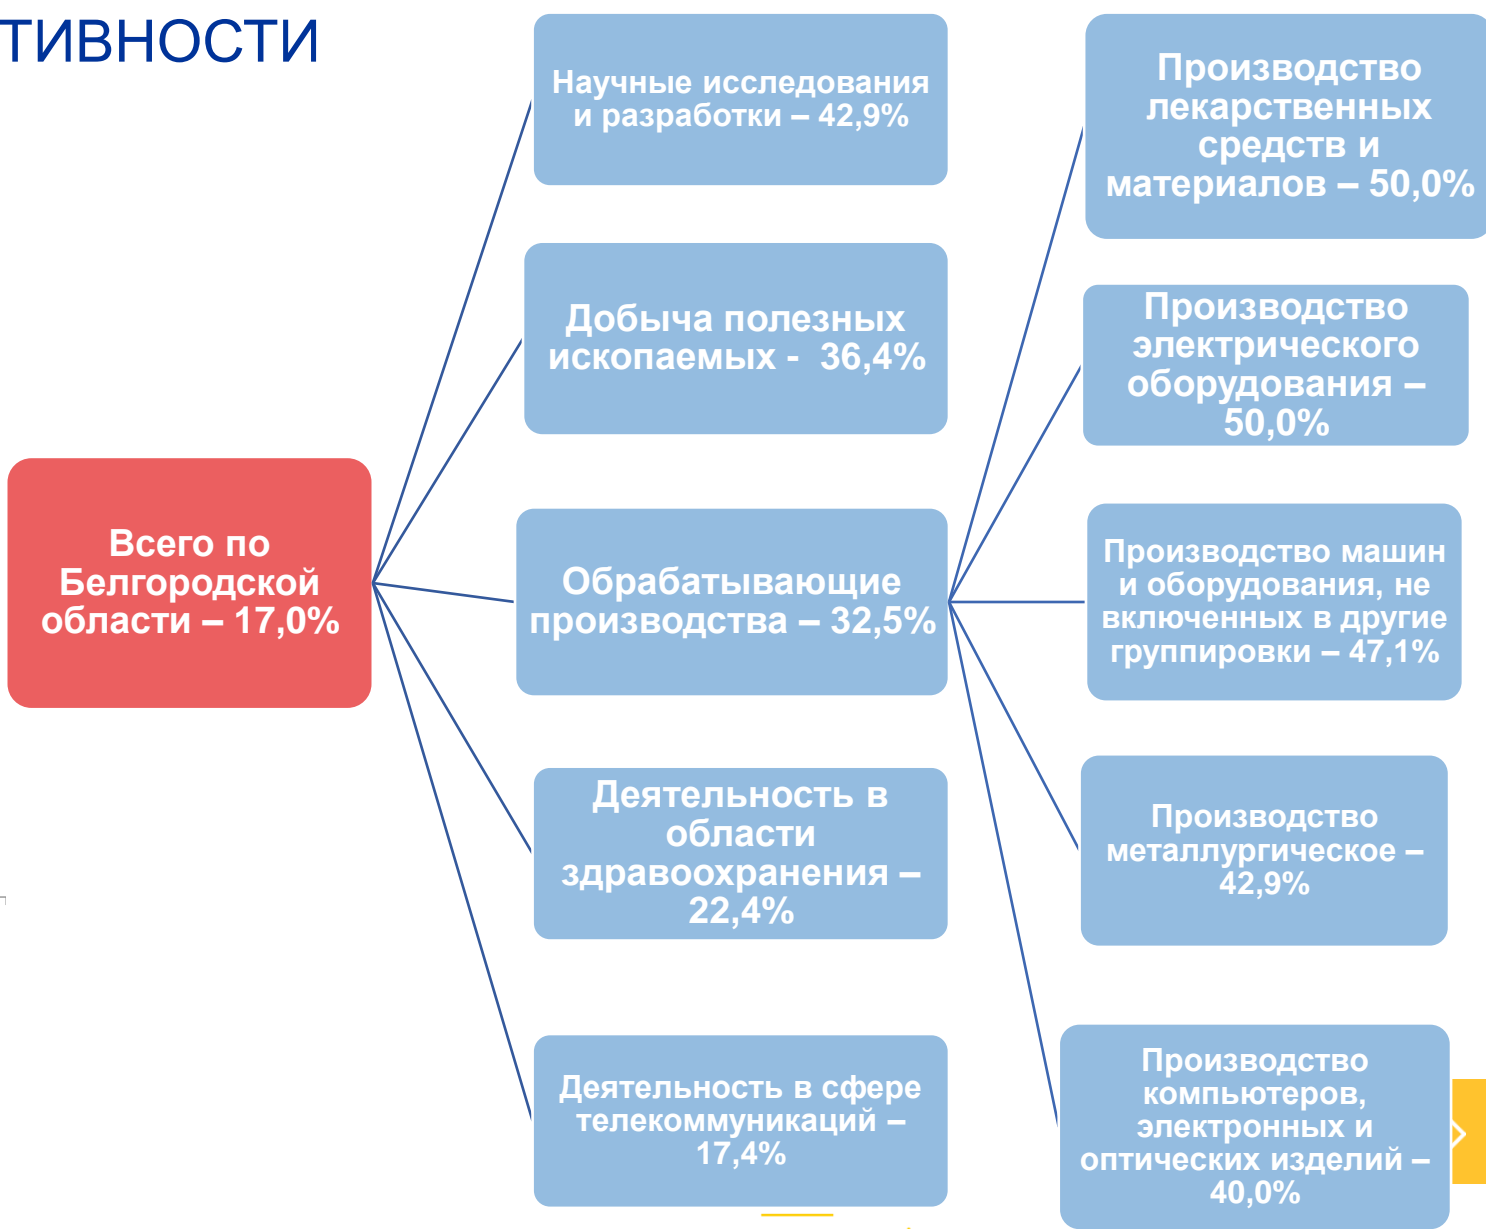 ТИВНОСТИ
Научные исследования
и разработки – 42,9%
Добыча полезных
ископаемых -  36,4%
Всего по
Белгородской
области – 17,0%
Обрабатывающие
производства – 32,5%
Деятельность в
области
здравоохранения –
22,4%
Деятельность в сфере
телекоммуникаций –
17,4%
Производство
лекарственных
средств и
материалов – 50,0%
Производство
электрического
оборудования –
50,0%
Производство машин
и оборудования, не
включенных в другие
группировки – 47,1%
Производство
металлургическое –
42,9%
Производство
компьютеров,
электронных и
оптических изделий –
40,0%